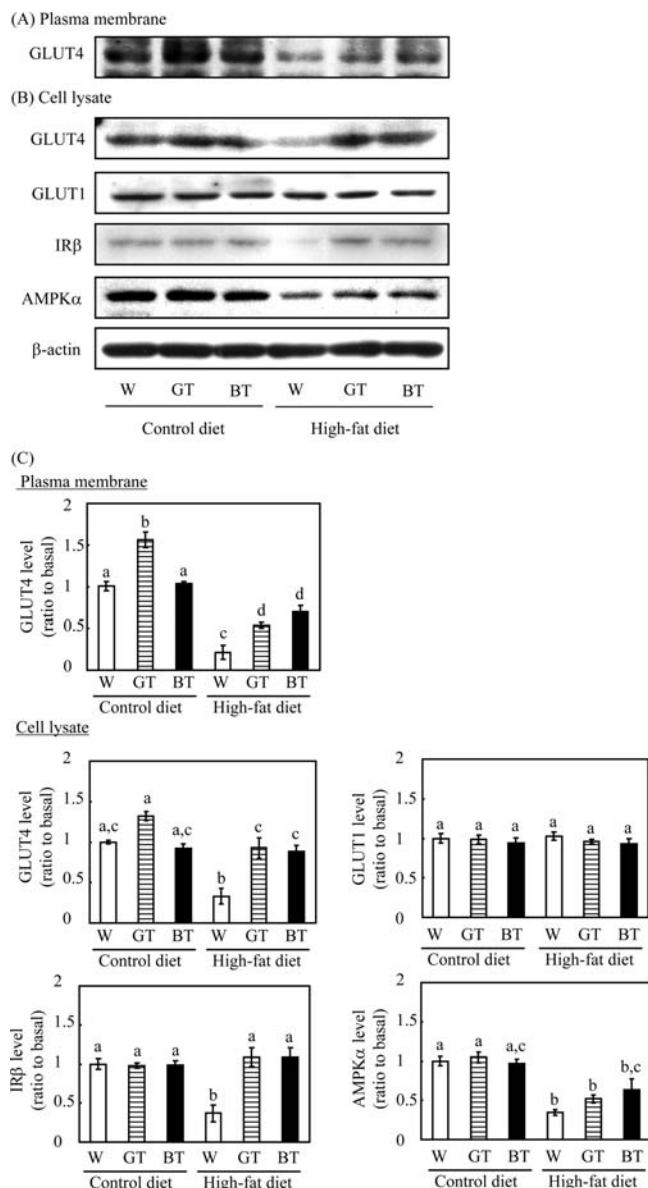 (A) Plasma membrane
GLUT4
(B) Cell lysate
GLUT4
GLUT1
IRβ
AMPKα
β-actin
W GT BT W GT BT
Control diet High-fat diet
(C)
Plasma membrane
GLUT4 level
(ratio to basal)
2
1.5
1
0.5
0
a b a c d d
W GT BT W GT BT
Control diet High-fat diet
Cell lysate
GLUT4 level
(ratio to basal)
2
1.5
1
0.5
0
a,c a a,c b c c
W GT BT W GT BT
Control diet High-fat diet
GLUT1 level
(ratio to basal)
2
1.5
1
0.5
0
a a a a a a
W GT BT W GT BT
Control diet High-fat diet
IRβ level
(ratio to basal)
2
1.5
1
0.5
0
a a a b a a
W GT BT W GT BT
Control diet High-fat diet
AMPKα level
(ratio to basal)
2
1.5
1
0.5
0
a a a,c b b b,c
W GT BT W GT BT
Control diet High-fat diet